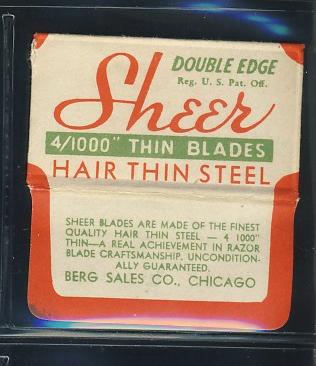 DOUBLE EDGE
Reg. U. S. Pat. Off.
Sheer
4/1000" THIN BLADES
HAIR THIN STEEL
SHEER BLADES ARE MADE OF THE FINEST
QUALITY HAIR THIN STEEL — 4 1000"
THIN—A REAL ACHIEVEMENT IN RAZOR
BLADE CRAFTSMANSHIP. UNCONDITION-
ALLY GUARANTEED.
BERG SALES CO., CHICAGO